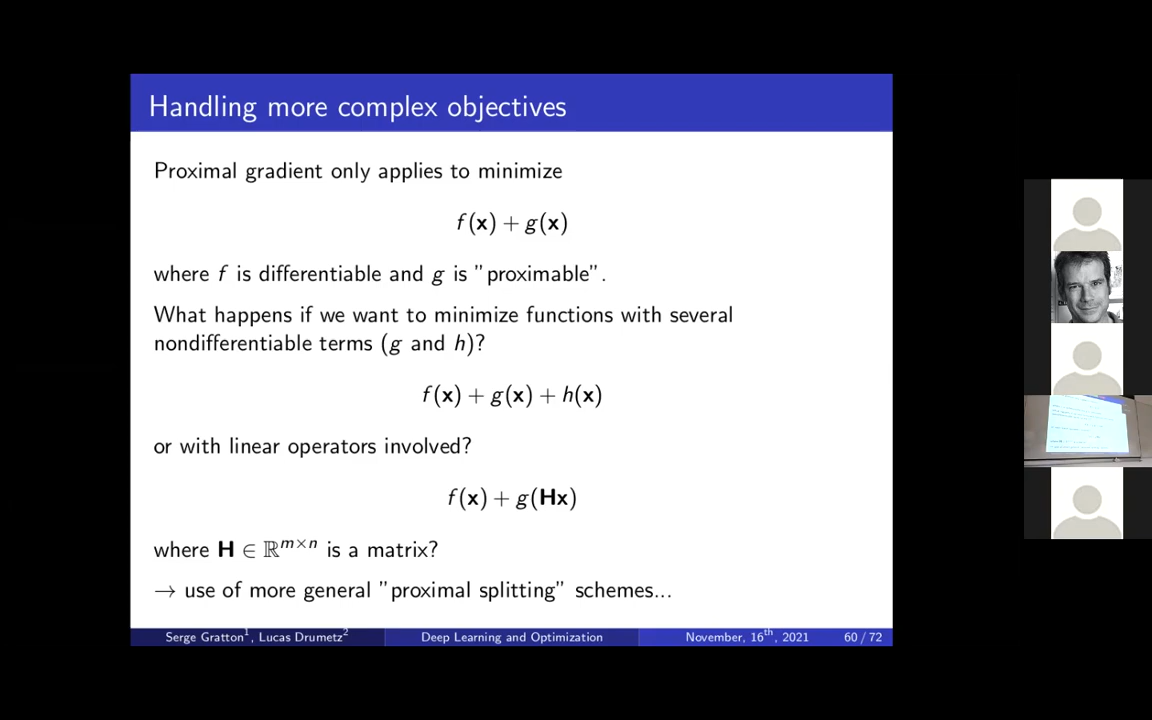 Handling more complex objectives
Proximal gradient only applies to minimize
f(x) + g(x)
where f is differentiable and g is "proximable".
What happens if we want to minimize functions with several
nondifferentiable terms (g and h)?
f(x) + g(x) + h(x)
or with linear operators involved?
f(x) + g(Hx)
where H ∈ ℝ^{m×n} is a matrix?
→ use of more general "proximal splitting" schemes...
Serge Gratton¹, Lucas Drumetz² Deep Learning and Optimization November, 16th, 2021 60 / 72